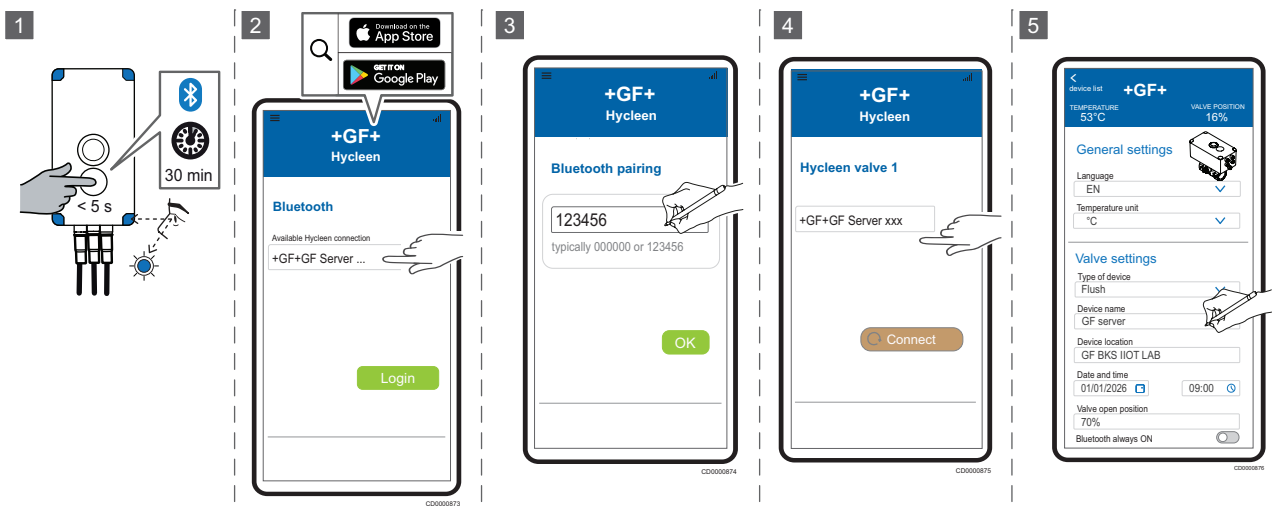 1
30 min
< 5 s
2
Download on the
App Store
GET IT ON
Google Play
+GF+
Hycleen
Bluetooth
Available Hycleen connection
+GF+GF Server ...
Login
CD0000873
3
+GF+
Hycleen
Bluetooth pairing
123456
typically 000000 or 123456
OK
CD0000874
4
+GF+
Hycleen
Hycleen valve 1
+GF+GF Server xxx
Connect
CD0000875
5
device list
+GF+
TEMPERATURE
53°C
VALVE POSITION
16%
General settings
Language
EN
Temperature unit
°C
Valve settings
Type of device
Flush
Device name
GF server
Device location
GF BKS IIOT LAB
Date and time
01/01/2026
09:00
Valve open position
70%
Bluetooth always ON
CD0000876